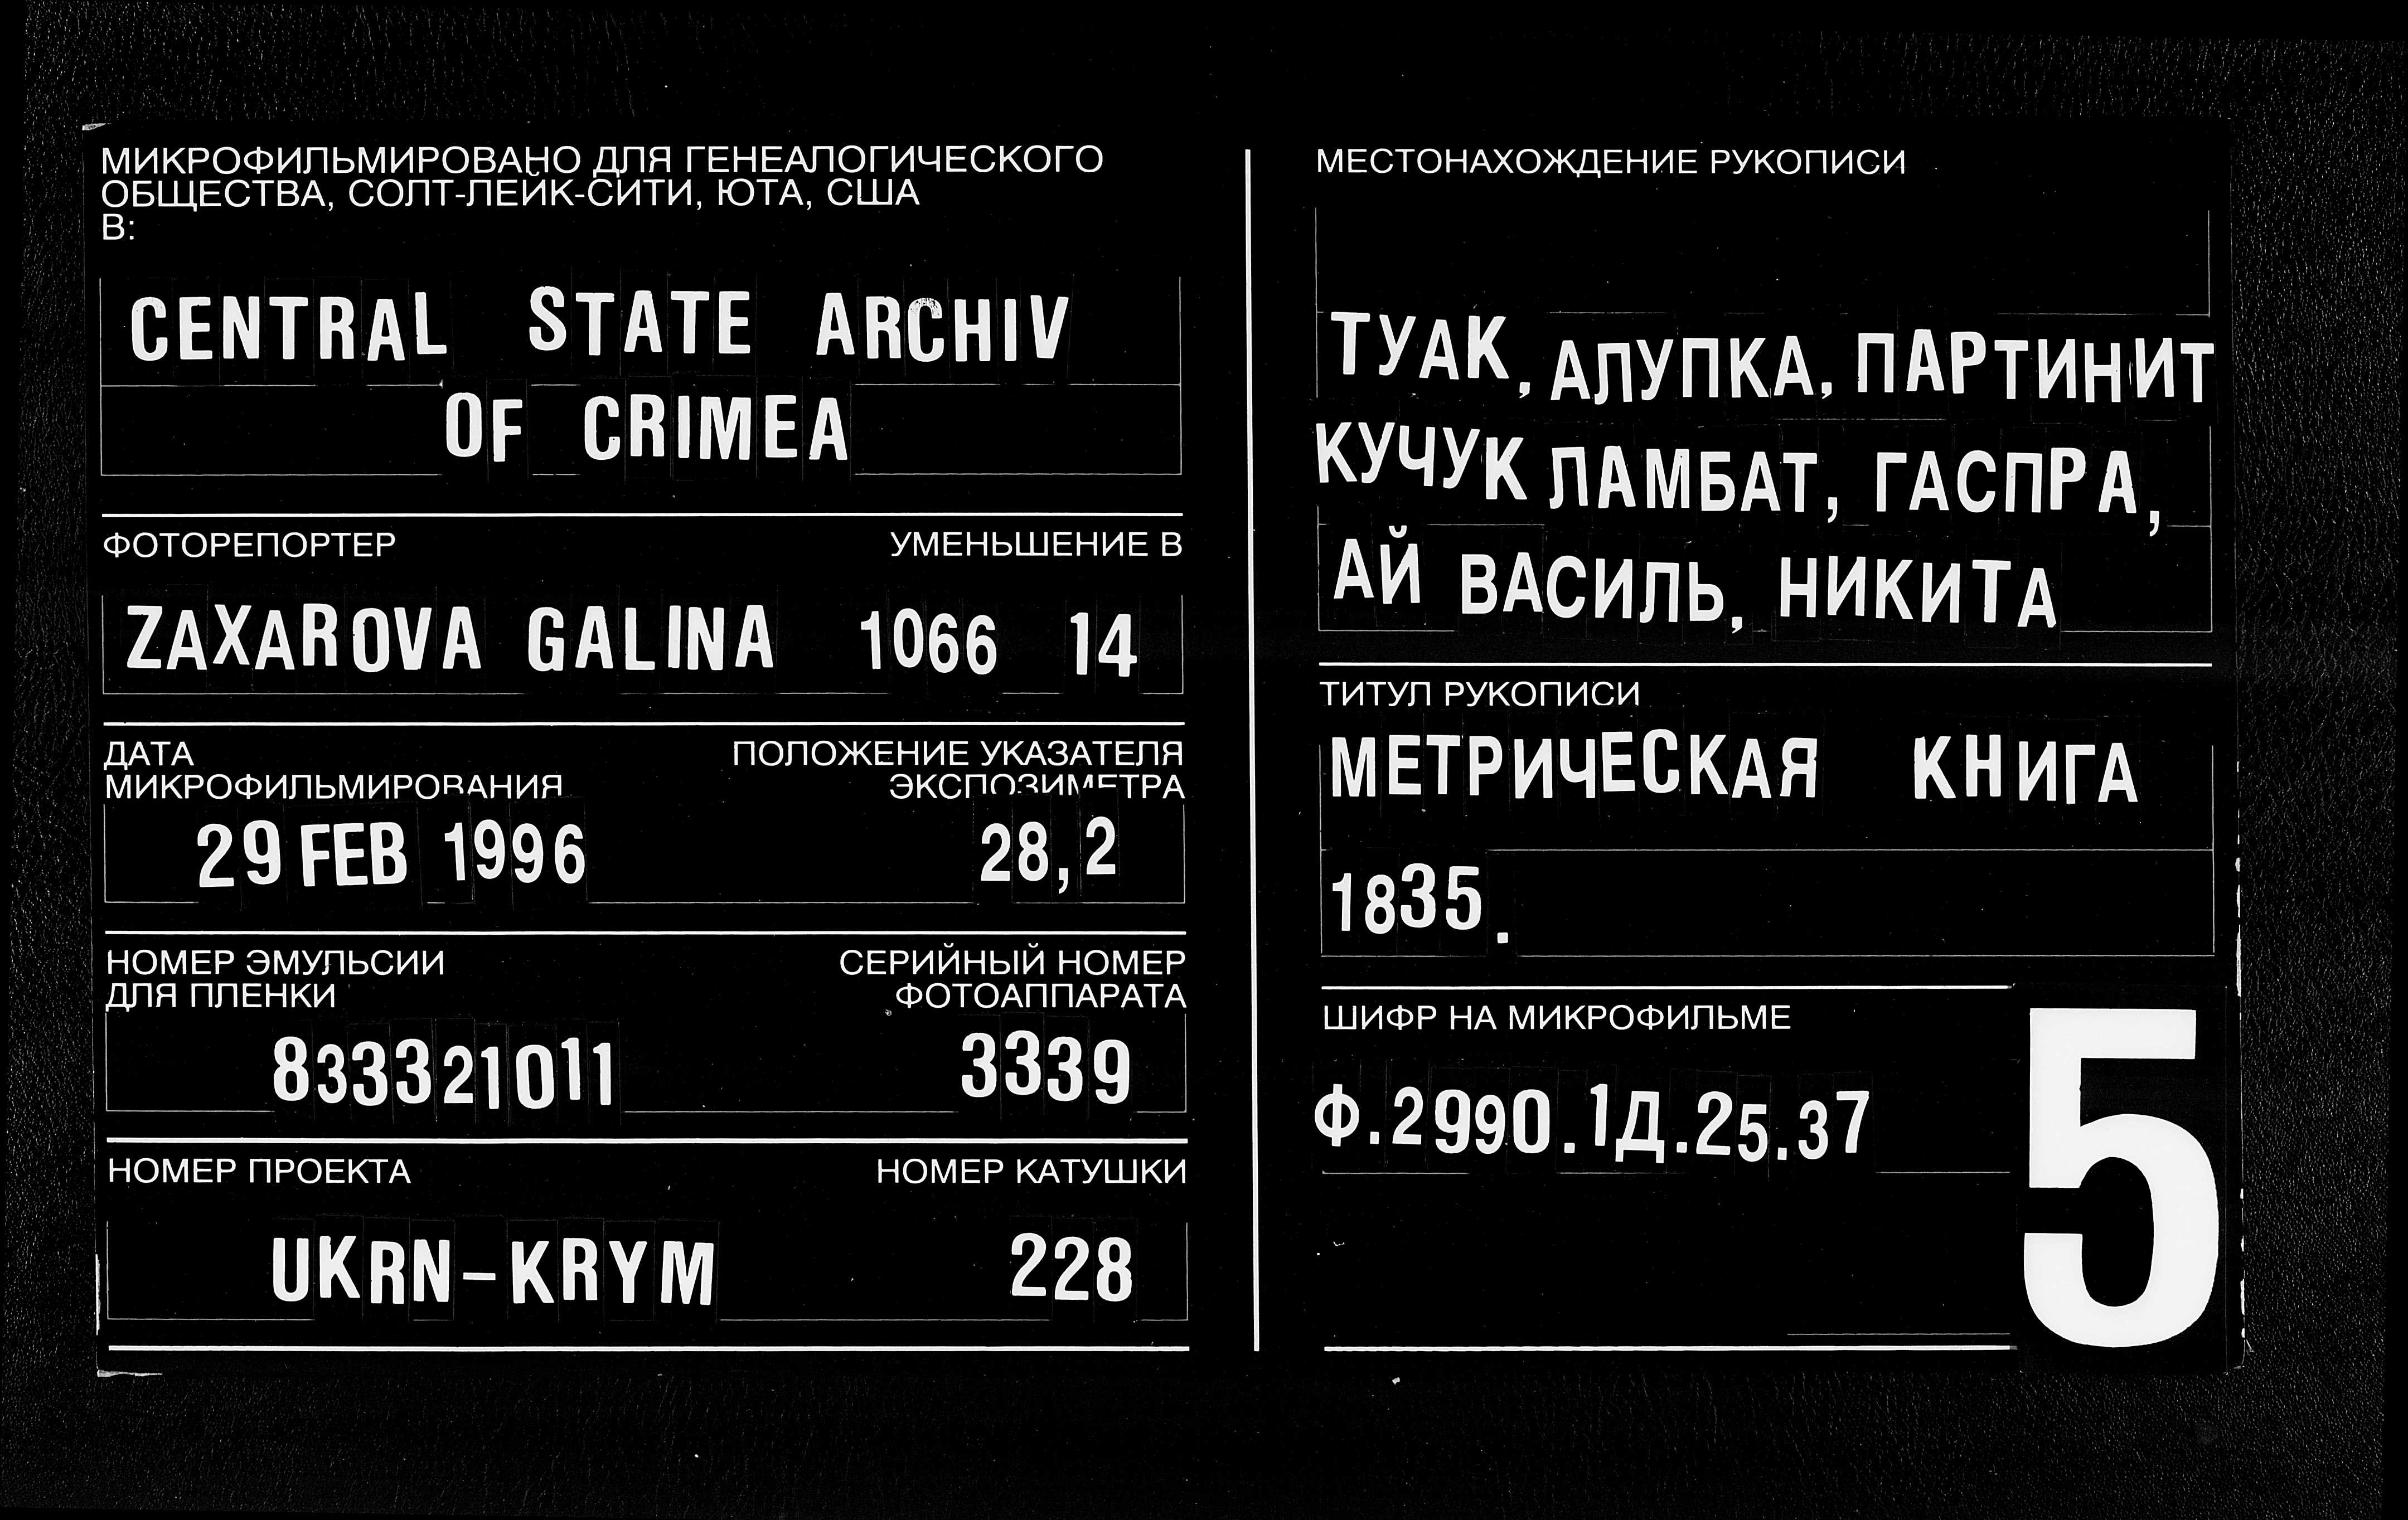 МИКРОФИЛЬМИРОВАНО ДЛЯ ГЕНЕАЛОГИЧЕСКОГО
ОБЩЕСТВА, СОЛТ-ЛЕЙК-СИТИ, ЮТА, США
В:
CENTRAL STATE ARCHIV
OF CRIMEA
ФОТОРЕПОРТЕР УМЕНЬШЕНИЕ В
ZAXAROVA GALINA 1066 14
ДАТА ПОЛОЖЕНИЕ УКАЗАТЕЛЯ
МИКРОФИЛЬМИРОВАНИЯ ЭКСПОЗИМЕТРА
29 FEB 1996 28,2
НОМЕР ЭМУЛЬСИИ СЕРИЙНЫЙ НОМЕР
ДЛЯ ПЛЕНКИ ФОТОАППАРАТА
833321011 3339
НОМЕР ПРОЕКТА НОМЕР КАТУШКИ
UKRN-KRYM 228
МЕСТОНАХОЖДЕНИЕ РУКОПИСИ
ТУАК, АЛУПКА, ПАРТИНИТ
КУЧУК ЛАМБАТ, ГАСПРА,
АЙ ВАСИЛЬ, НИКИТА
ТИТУЛ РУКОПИСИ
МЕТРИЧЕСКАЯ КНИГА
1835.
ШИФР НА МИКРОФИЛЬМЕ
Ф.2990.1Д.25.37
5